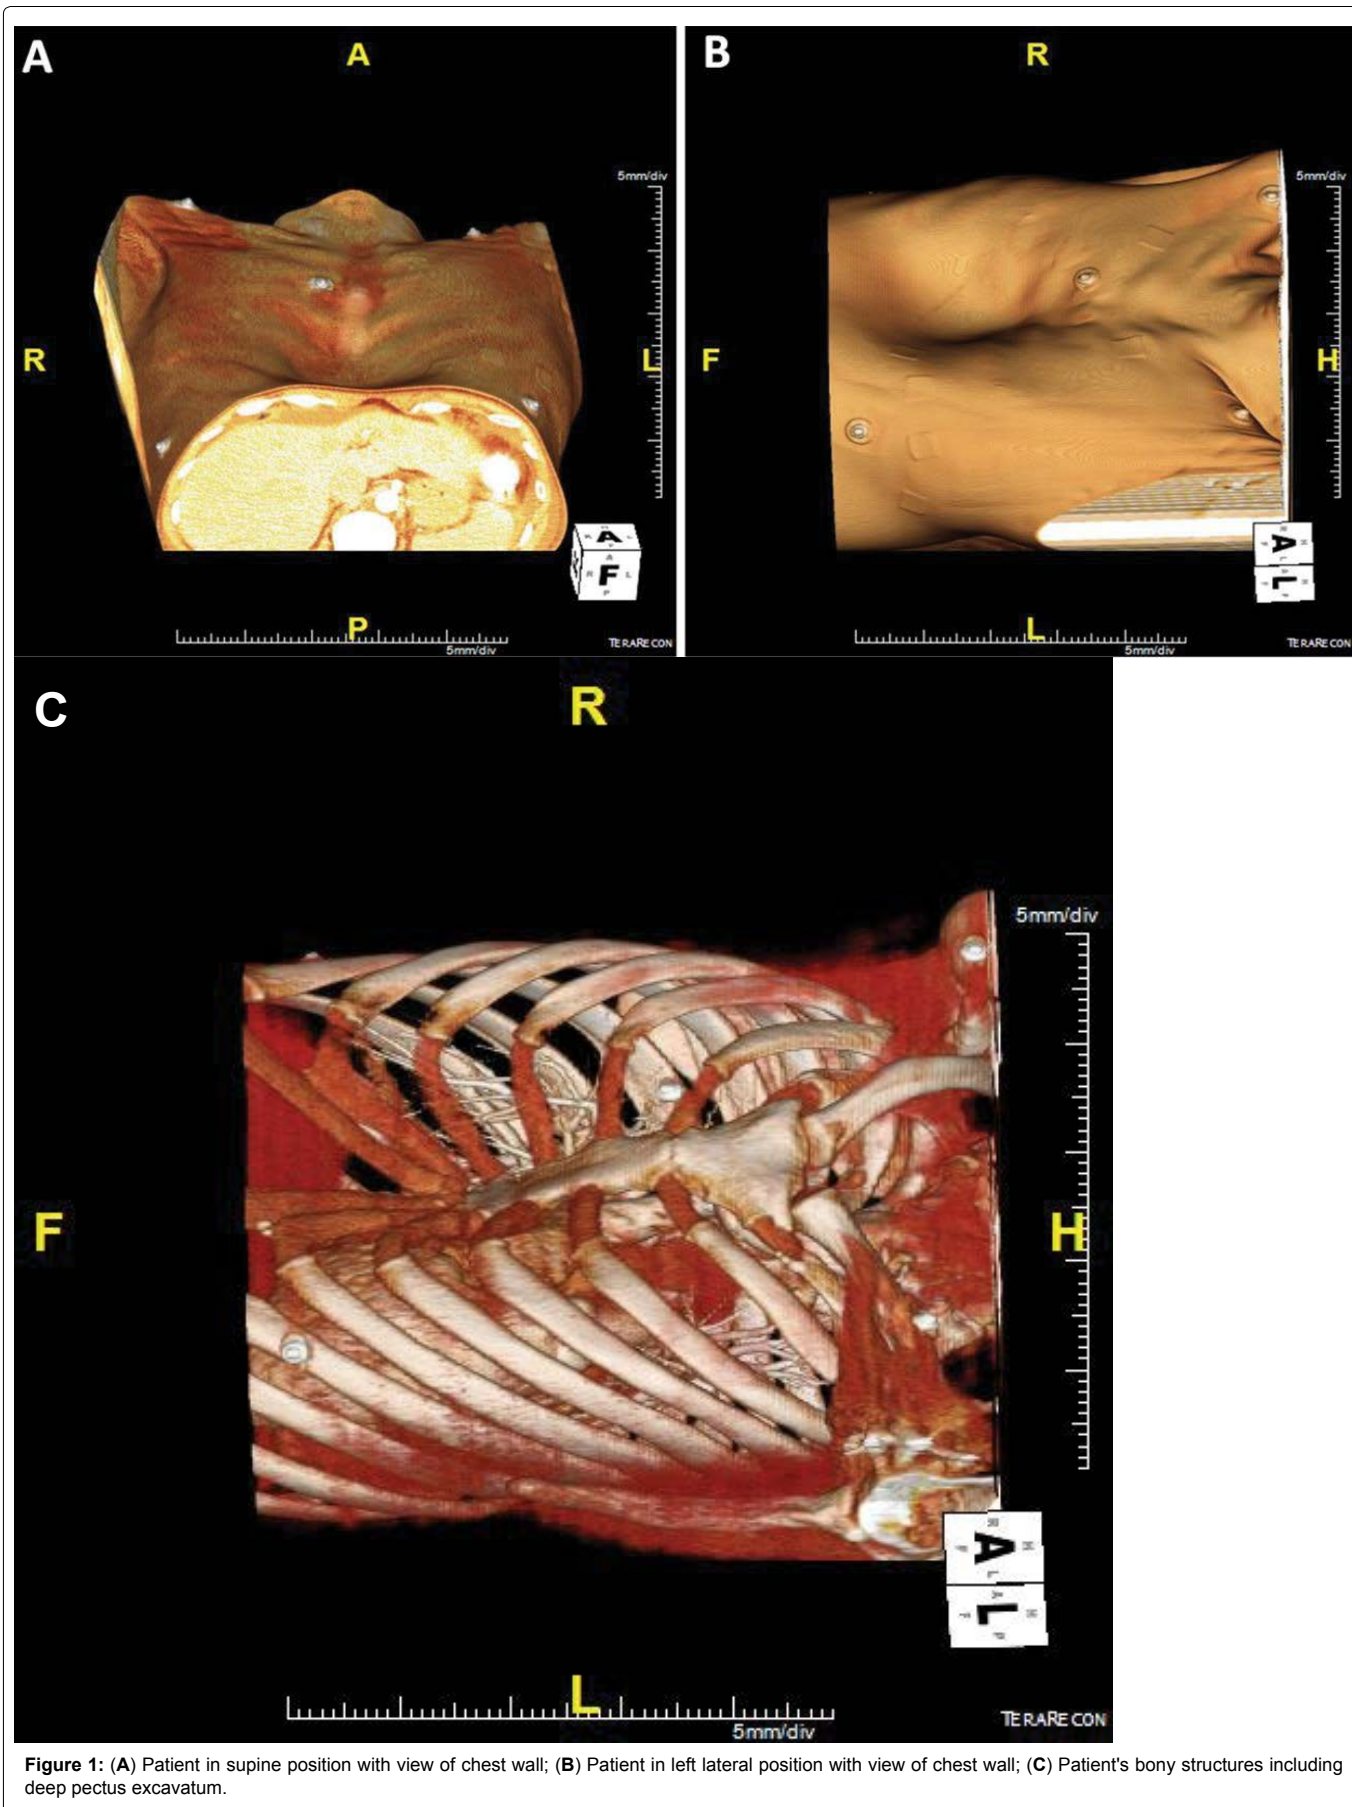 A
A
5mm/div
R
L
A
F
P
5mm/div
TERARECON
B
R
5mm/div
F
H
A
L
L
5mm/div
TERARECON
C
R
5mm/div
F
H
A
L
L
5mm/div
TERARECON
Figure 1: (A) Patient in supine position with view of chest wall; (B) Patient in left lateral position with view of chest wall; (C) Patient's bony structures including
deep pectus excavatum.